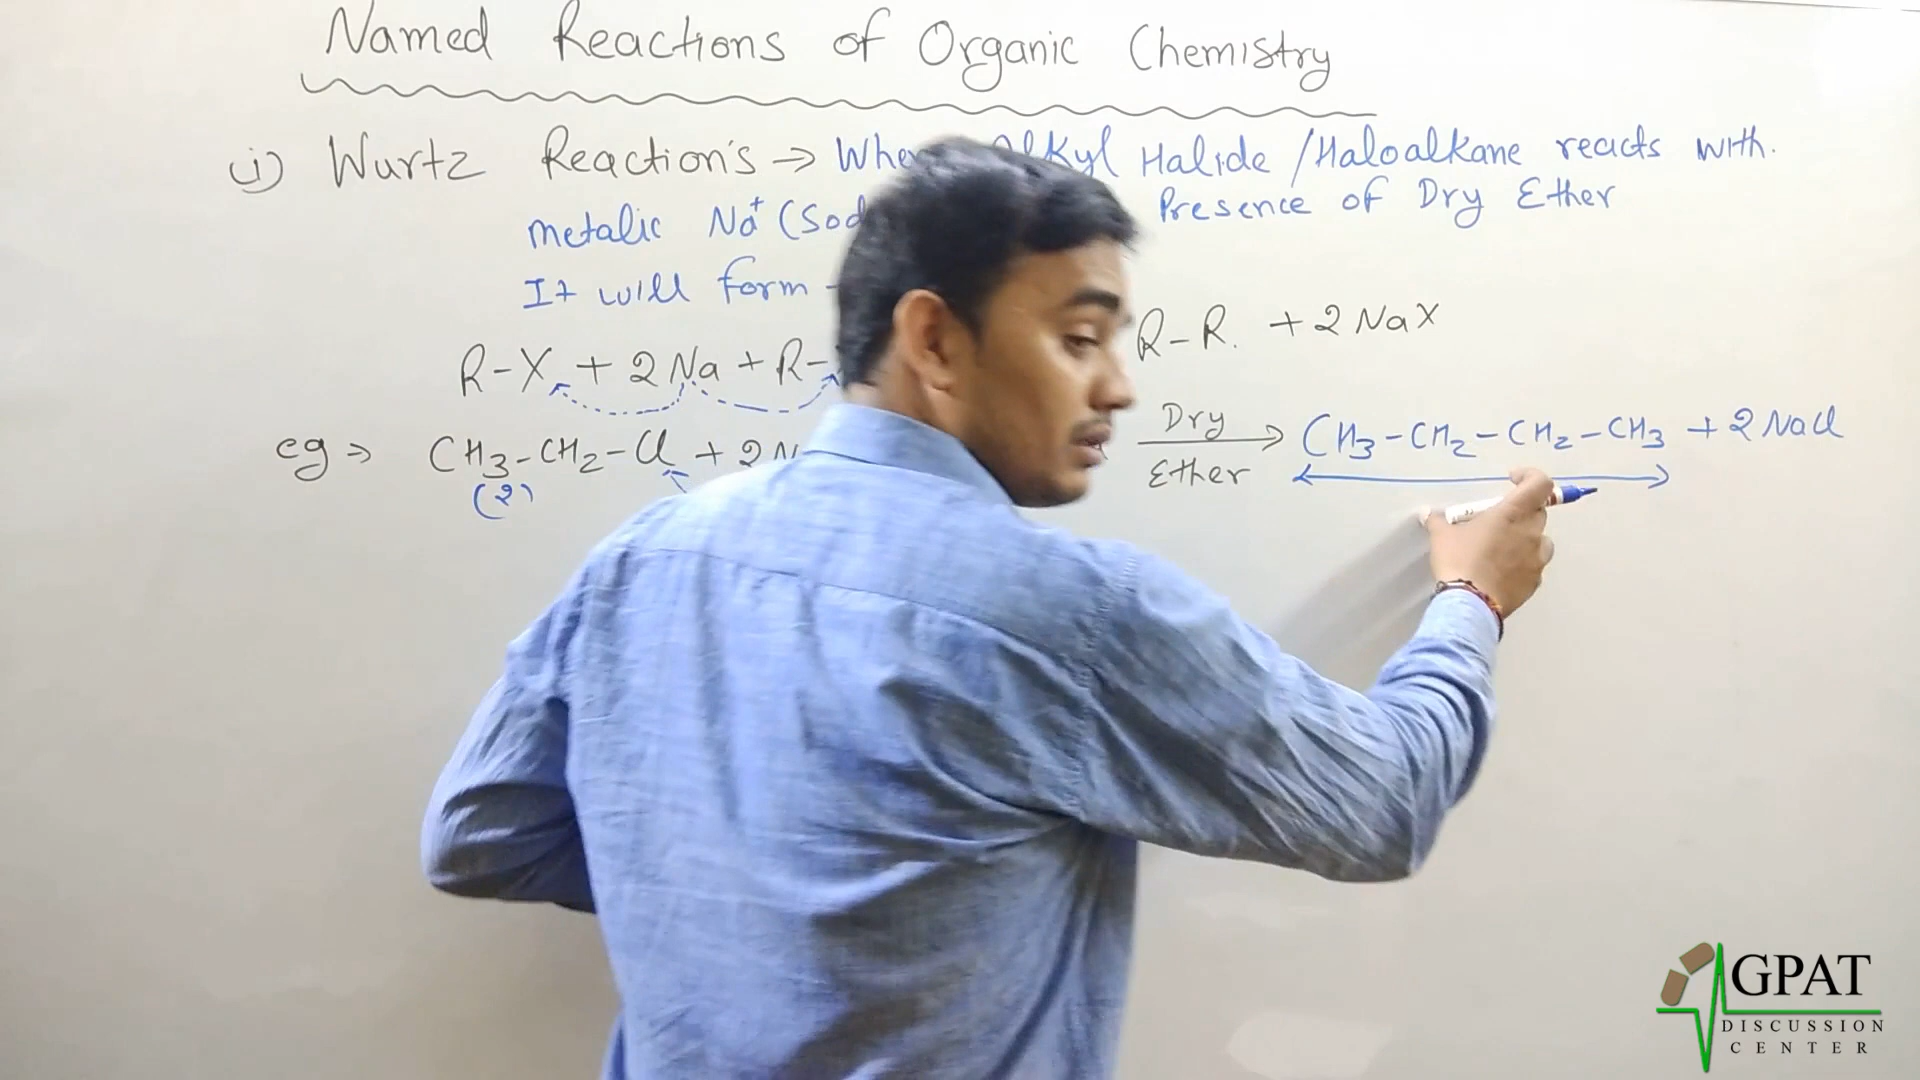 Named Reactions of Organic Chemistry
i) Wurtz Reaction's → When Alkyl Halide /Haloalkane reacts with.
metalic Na⁺ (Sod Presence of Dry Ether
It will form
R-X + 2Na + R- R-R. + 2NaX
eg → CH3-CH2-Cl + 2N Dry Ether → CH3-CH2-CH2-CH3 + 2NaCl
(2)
GPAT
DISCUSSION
CENTER